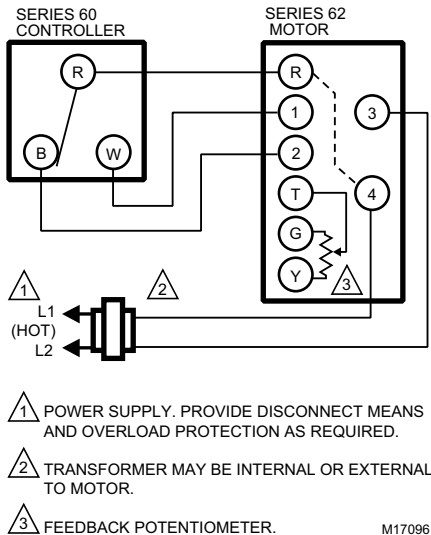 SERIES 60
CONTROLLER
SERIES 62
MOTOR
R
B
W
R
1
2
T
G
Y
3
4
3
1
2
L1
(HOT)
L2
1 POWER SUPPLY. PROVIDE DISCONNECT MEANS
AND OVERLOAD PROTECTION AS REQUIRED.
2 TRANSFORMER MAY BE INTERNAL OR EXTERNAL
TO MOTOR.
3 FEEDBACK POTENTIOMETER.
M17096